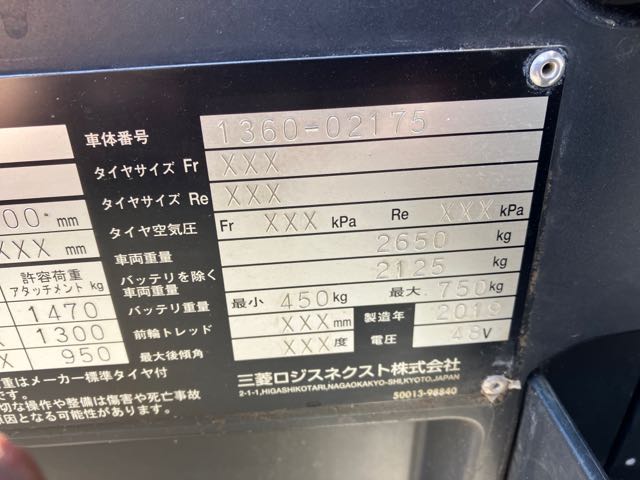 車体番号 1360-02175
タイヤサイズ Fr XXX
タイヤサイズ Re XXX
00 mm タイヤ空気圧 Fr XXX kPa Re XXX kPa
XXX mm 車両重量 2650 kg
許容荷重 アタッチメント kg バッテリを除く 車両重量 2125 kg
1470 バッテリ重量 最小 450kg 最大 750kg
1300 前輪トレッド XXX mm 製造年 2019
950 最大後傾角 XXX 度 電圧 48V
重はメーカー標準タイヤ付
です。
切な操作や整備は傷害や死亡事故
原因となる可能性があります。
三菱ロジスネクスト株式会社
2-1-1,HIGASHIKOTARI,NAGAOKAKYO-SHI,KYOTO,JAPAN
50013-98840